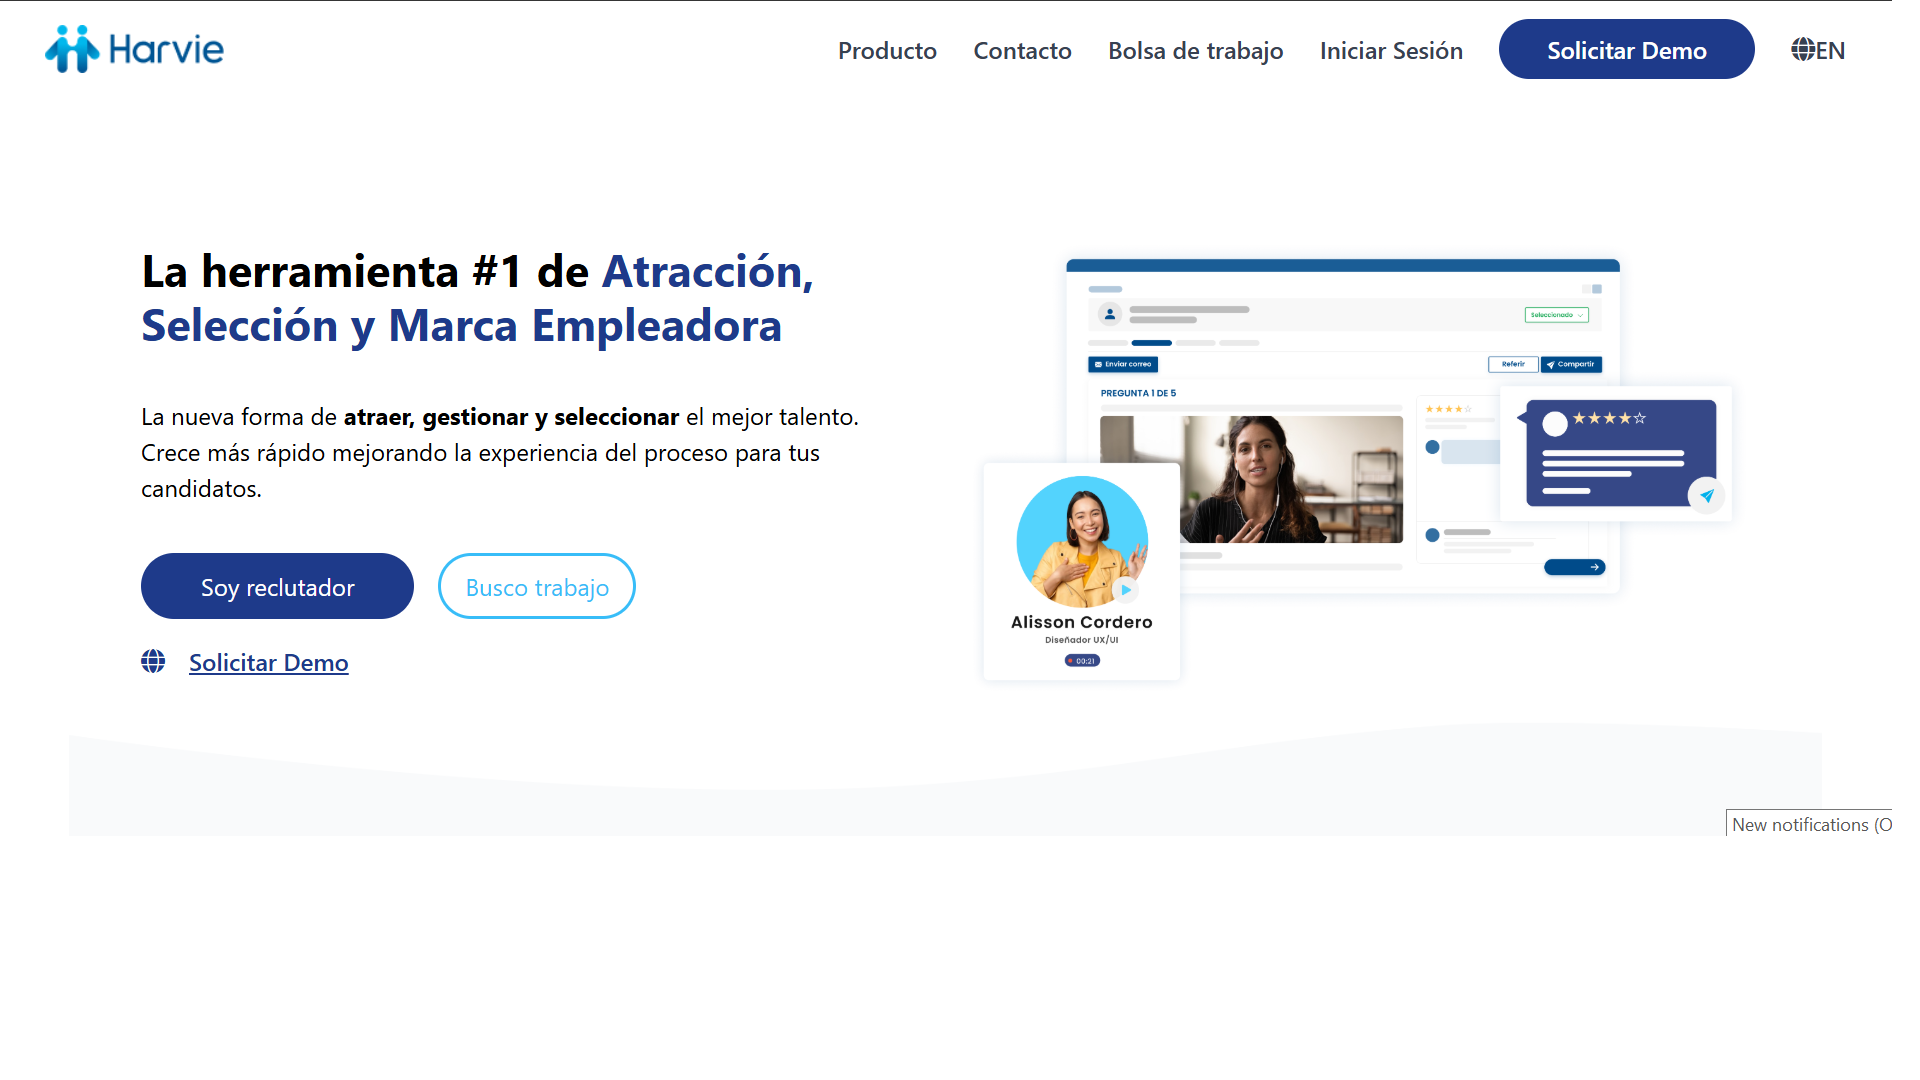 Harvie
Producto
Contacto
Bolsa de trabajo
Iniciar Sesión
Solicitar Demo
EN
La herramienta #1 de Atracción,
Selección y Marca Empleadora
La nueva forma de atraer, gestionar y seleccionar el mejor talento.
Crece más rápido mejorando la experiencia del proceso para tus
candidatos.
Soy reclutador
Busco trabajo
Solicitar Demo
Seleccionado
Enviar correo
Referir
Compartir
PREGUNTA 1 DE 5
Alisson Cordero
Diseñador UX/UI
00:21
New notifications (O